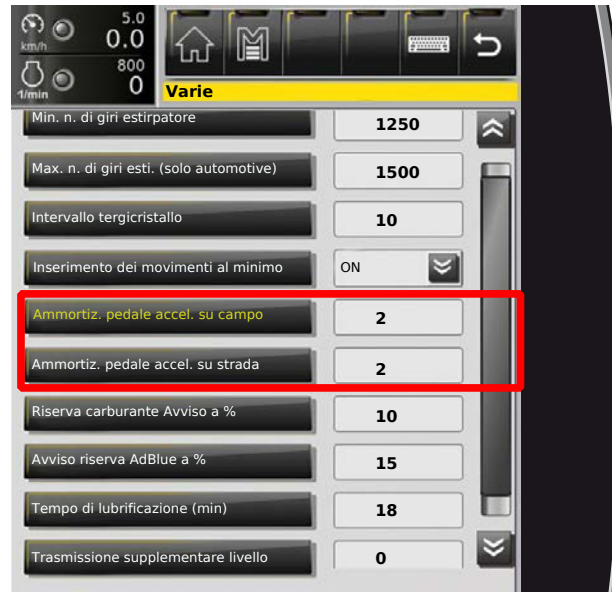 5.0
km/h
0.0
800
1/min
0
Varie
Min. n. di giri estirpatore 1250
Max. n. di giri esti. (solo automotive) 1500
Intervallo tergicristallo 10
Inserimento dei movimenti al minimo ON
Ammortiz. pedale accel. su campo 2
Ammortiz. pedale accel. su strada 2
Riserva carburante Avviso a % 10
Avviso riserva AdBlue a % 15
Tempo di lubrificazione (min) 18
Trasmissione supplementare livello 0